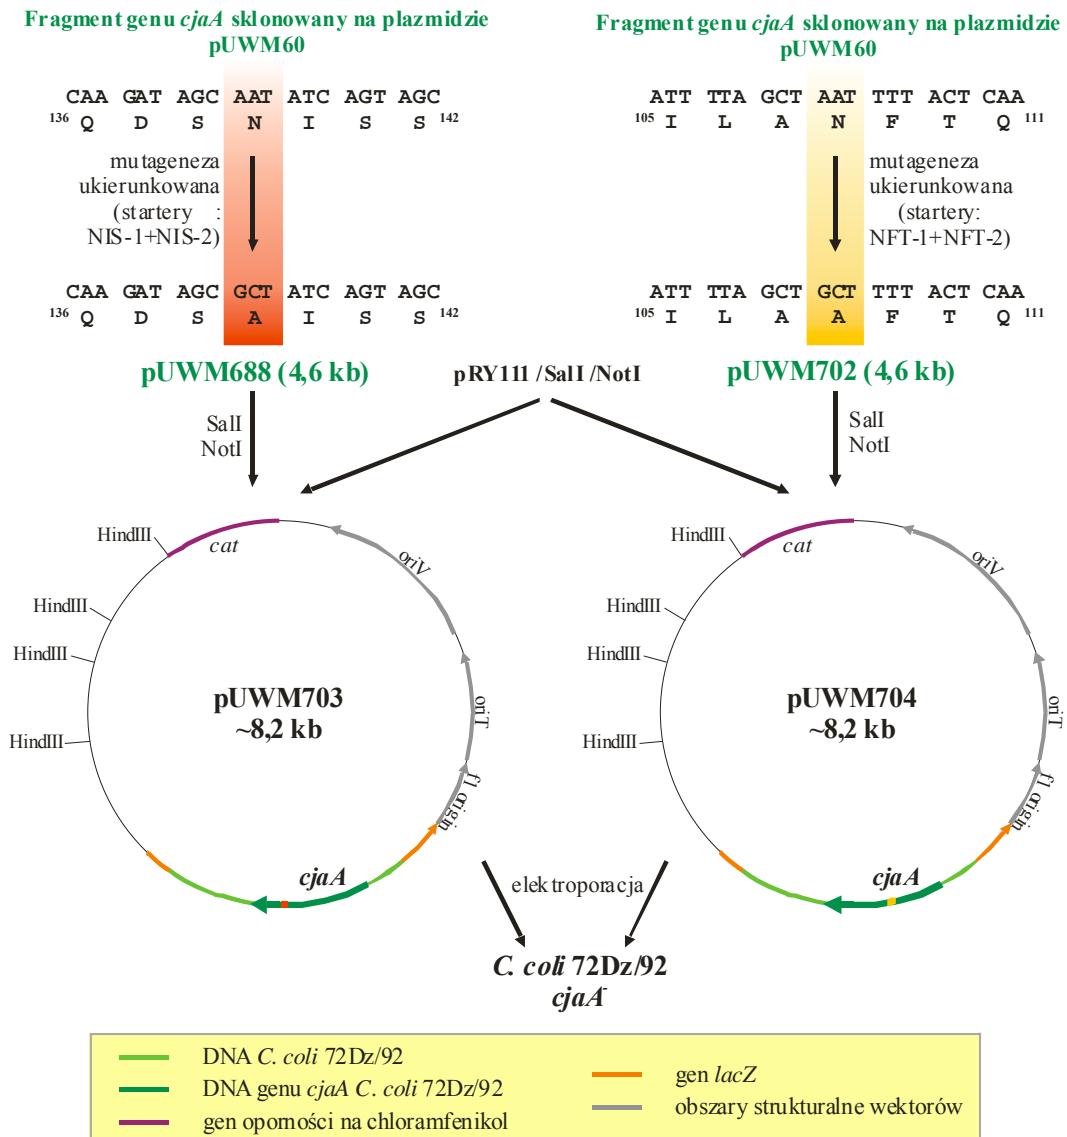 Fragment genu cjaA sklonowany na plazmidzie
pUWM60
CAA GAT AGC AAT ATC AGT AGC
136 Q D S N I S S 142
mutageneza
ukierunkowana
(startery :
NIS-1+NIS-2)
CAA GAT AGC GCT ATC AGT AGC
136 Q D S A I S S 142
pUWM688 (4,6 kb)
Fragment genu cjaA sklonowany na plazmidzie
pUWM60
ATT TTA GCT AAT TTT ACT CAA
105 I L A N F T Q 111
mutageneza
ukierunkowana
(startery:
NFT-1+NFT-2)
ATT TTA GCT GCT TTT ACT CAA
105 I L A A F T Q 111
pUWM702 (4,6 kb)
pRY111 /SalI /NotI
SalI
NotI
SalI
NotI
HindIII
HindIII
HindIII
HindIII
cat
oriV
oriT
f1 origin
cjaA
pUWM703
~8,2 kb
HindIII
HindIII
HindIII
HindIII
cat
oriV
oriT
f1 origin
cjaA
pUWM704
~8,2 kb
elektroporacja
C. coli 72Dz/92
cjaA-
DNA C. coli 72Dz/92
DNA genu cjaA C. coli 72Dz/92
gen oporności na chloramfenikol
gen lacZ
obszary strukturalne wektorów